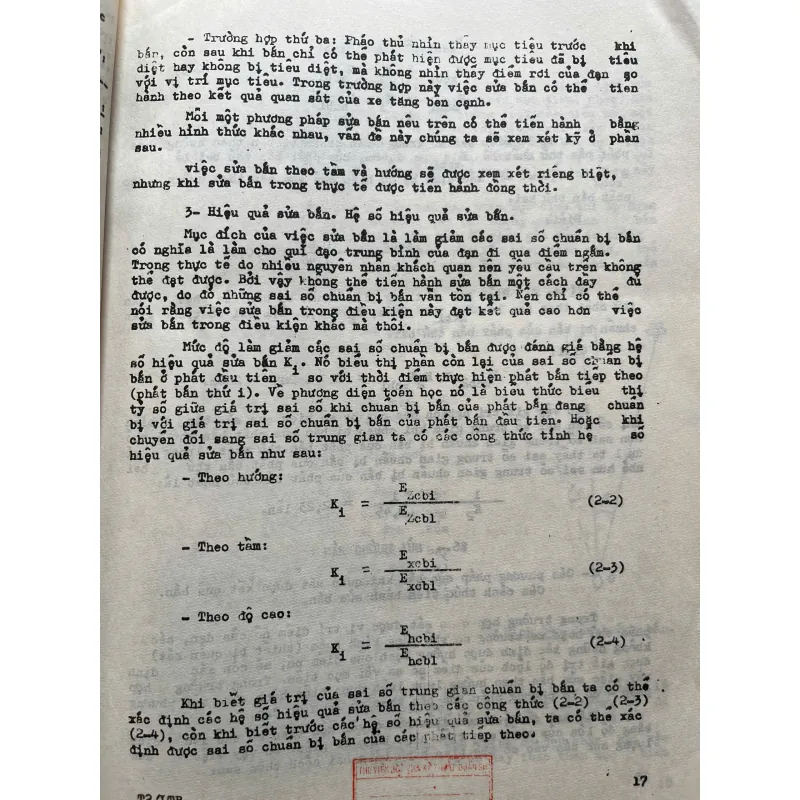 - Trường hợp thứ ba: Pháo thủ nhìn thấy mục tiêu trước khi
bắn, còn sau khi bắn chỉ có thể phát hiện được mục tiêu đã bị tiêu
diệt hay không bị tiêu diệt, mà không nhìn thấy điểm rơi của đạn so
với vị trí mục tiêu. Trong trường hợp này việc sửa bắn có thể tiến
hành theo kết quả quan sát của xe tăng bên cạnh.
Mỗi một phương pháp sửa bắn nêu trên có thể tiến hành bằng
nhiều hình thức khác nhau, vấn đề này chúng ta sẽ xem xét kỹ ở phần
sau.
việc sửa bắn theo tầm và hướng sẽ được xem xét riêng biệt,
nhưng khi sửa bắn trong thực tế được tiến hành đồng thời.
3- Hiệu quả sửa bắn. Hệ số hiệu quả sửa bắn.
Mục đích của việc sửa bắn là làm giảm các sai số chuẩn bị bắn
có nghĩa là làm cho quĩ đạo trung bình của đạn đi qua điểm ngắm.
Trong thực tế do nhiều nguyên nhân khách quan nên yêu cầu trên không
thể đạt được. Bởi vậy không thể tiến hành sửa bắn một cách đầy đủ
được, do đó những sai số chuẩn bị bắn vẫn tồn tại. Nên chỉ có thể
nói rằng việc sửa bắn trong điều kiện này đạt kết quả cao hơn việc
sửa bắn trong điều kiện khác mà thôi.
Mức độ làm giảm các sai số chuẩn bị bắn được đánh giá bằng hệ
số hiệu quả sửa bắn Ki. Nó biểu thị phần còn lại của sai số chuẩn bị
bắn ở phát đầu tiên so với thời điểm thực hiện phát bắn tiếp theo
(phát bắn thứ i). Về phương diện toán học nó là biểu thức biểu thị
tỷ số giữa giá trị sai số khi chuẩn bị bắn của phát bắn đang chuẩn
bị với giá trị sai số chuẩn bị bắn của phát bắn đầu tiên. Hoặc khi
chuyển đổi sang sai số trung gian ta có các công thức tính hệ số
hiệu quả sửa bắn như sau:
- Theo hướng:
Ki = EZcbi / EZcb1 (2-2)
- Theo tầm:
Ki = Excbi / Excb1 (2-3)
- Theo độ cao:
Ki = Ehcbi / Ehcb1 (2-4)
Khi biết giá trị của sai số trung gian chuẩn bị bắn ta có thể
xác định các hệ số hiệu quả sửa bắn theo các công thức (2-2) (2-3)
(2-4), còn khi biết trước các hệ số hiệu quả sửa bắn, ta có thể xác
định được sai số chuẩn bị bắn của các phát tiếp theo.
17